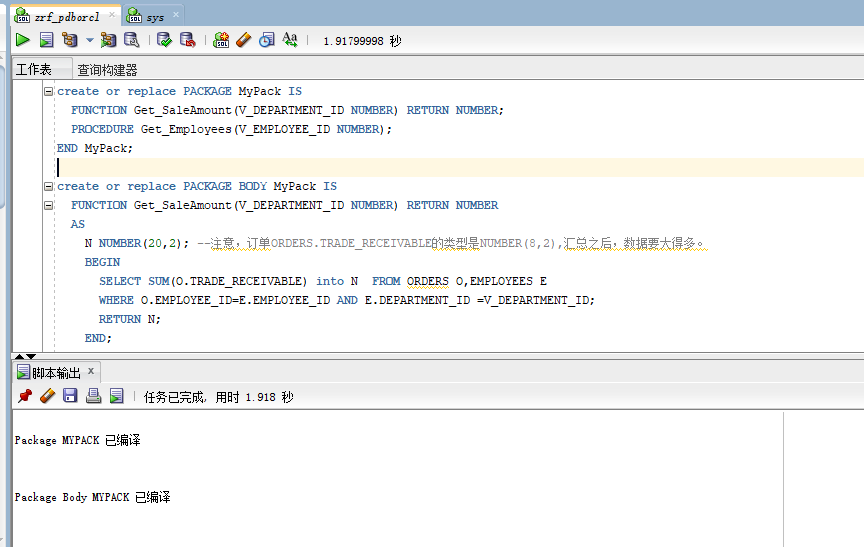 zrf_pdborcl
sys
1.91799998 秒
工作表
查询构建器
create or replace PACKAGE MyPack IS
FUNCTION Get_SaleAmount(V_DEPARTMENT_ID NUMBER) RETURN NUMBER;
PROCEDURE Get_Employees(V_EMPLOYEE_ID NUMBER);
END MyPack;
create or replace PACKAGE BODY MyPack IS
FUNCTION Get_SaleAmount(V_DEPARTMENT_ID NUMBER) RETURN NUMBER
AS
N NUMBER(20,2); --注意，订单ORDERS.TRADE_RECEIVABLE的类型是NUMBER(8,2),汇总之后，数据要大得多。
BEGIN
SELECT SUM(O.TRADE_RECEIVABLE) into N  FROM ORDERS O,EMPLOYEES E
WHERE O.EMPLOYEE_ID=E.EMPLOYEE_ID AND E.DEPARTMENT_ID =V_DEPARTMENT_ID;
RETURN N;
END;
脚本输出 x
任务已完成, 用时 1.918 秒
Package MYPACK 已编译
Package Body MYPACK 已编译